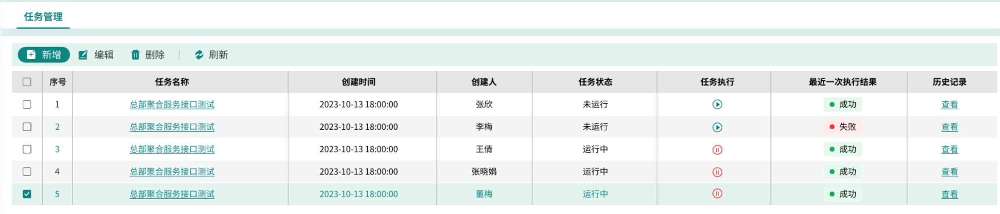 任务管理
新增 编辑 删除 刷新
序号 任务名称 创建时间 创建人 任务状态 任务执行 最近一次执行结果 历史记录
1 总部聚合服务接口测试 2023-10-13 18:00:00 张欣 未运行 成功 查看
2 总部聚合服务接口测试 2023-10-13 18:00:00 李梅 未运行 失败 查看
3 总部聚合服务接口测试 2023-10-13 18:00:00 王倩 运行中 成功 查看
4 总部聚合服务接口测试 2023-10-13 18:00:00 张晓娟 运行中 成功 查看
5 总部聚合服务接口测试 2023-10-13 18:00:00 董梅 运行中 成功 查看